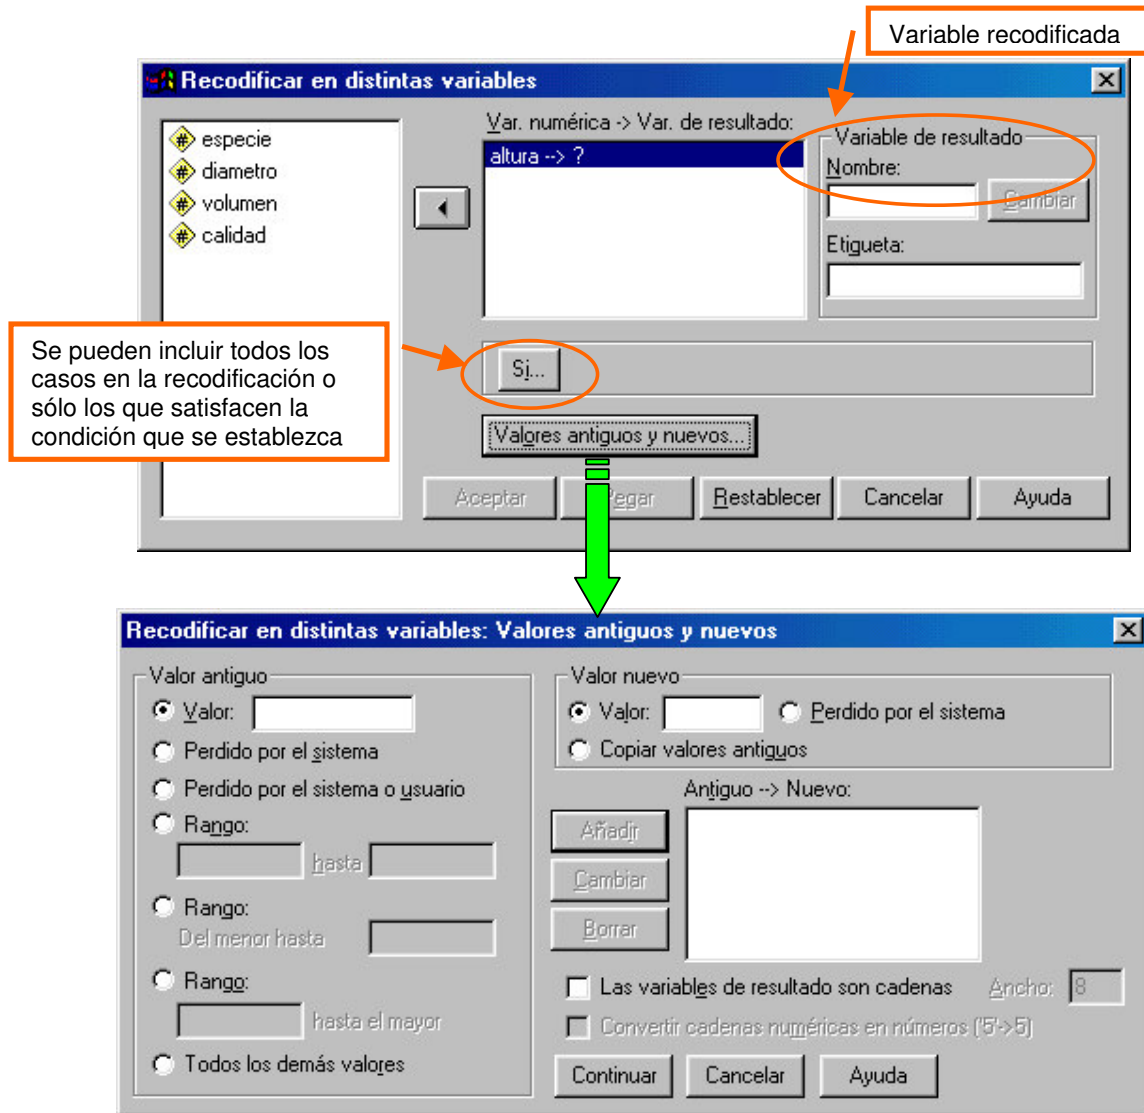 Variable recodificada
Recodificar en distintas variables
especie
diametro
volumen
calidad
Var. numérica -> Var. de resultado:
altura --> ?
Variable de resultado
Nombre:
Cambiar
Etiqueta:
Se pueden incluir todos los
casos en la recodificación o
sólo los que satisfacen la
condición que se establezca
Si...
Valores antiguos y nuevos...
Aceptar
Pegar
Restablecer
Cancelar
Ayuda
Recodificar en distintas variables: Valores antiguos y nuevos
Valor antiguo
Valor:
Perdido por el sistema
Perdido por el sistema o usuario
Rango:
hasta
Rango:
Del menor hasta
Rango:
hasta el mayor
Todos los demás valores
Valor nuevo
Valor:
Perdido por el sistema
Copiar valores antiguos
Antiguo --> Nuevo:
Añadir
Cambiar
Borrar
Las variables de resultado son cadenas
Ancho: 8
Convertir cadenas numéricas en números ('5'->5)
Continuar
Cancelar
Ayuda